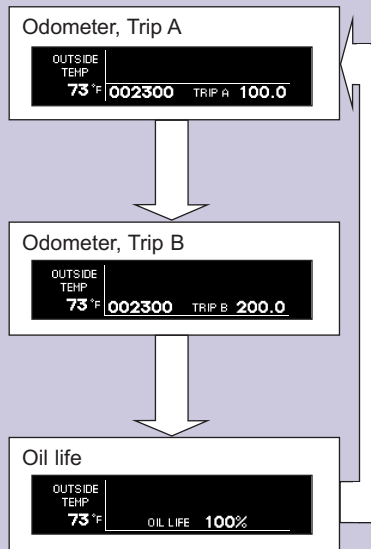 Odometer, Trip A
OUTSIDE
TEMP
73°F 002300 TRIP A 100.0
Odometer, Trip B
OUTSIDE
TEMP
73°F 002300 TRIP B 200.0
Oil life
OUTSIDE
TEMP
73°F OIL LIFE 100%